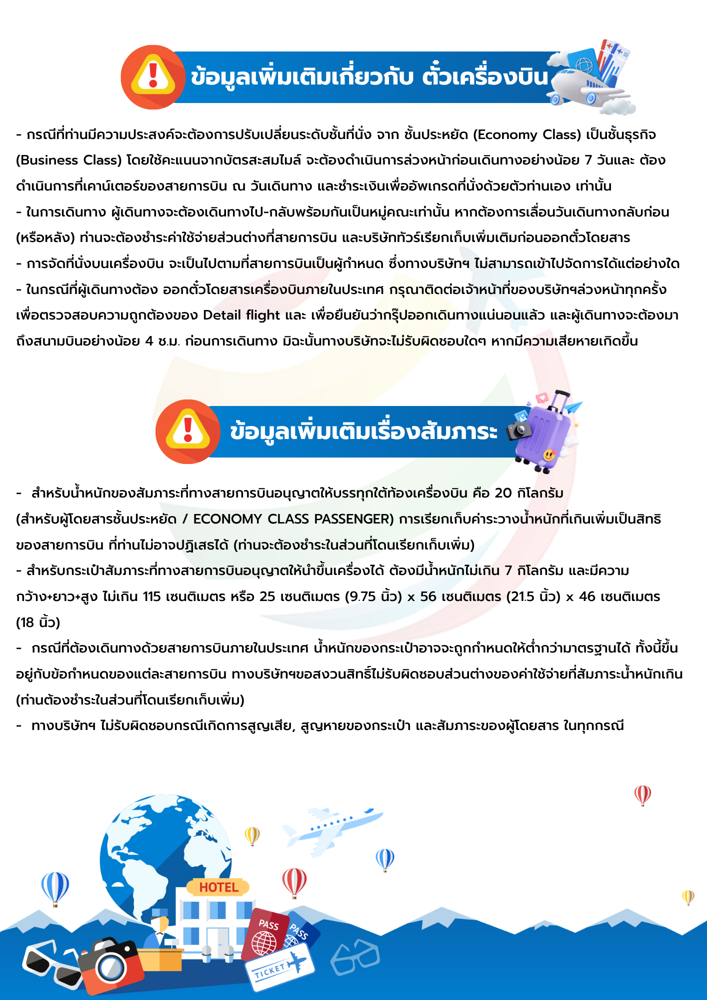 ข้อมูลเพิ่มเติมเกี่ยวกับ ตั๋วเครื่องบิน
- กรณีที่ท่านมีความประสงค์จะต้องการปรับเปลี่ยนระดับชั้นที่นั่ง จาก ชั้นประหยัด (Economy Class) เป็นชั้นธุรกิจ
(Business Class) โดยใช้คะแนนจากบัตรสะสมไมล์ จะต้องดำเนินการล่วงหน้าก่อนเดินทางอย่างน้อย 7 วันและ ต้อง
ดำเนินการที่เคาน์เตอร์ของสายการบิน ณ วันเดินทาง และชำระเงินเพื่ออัพเกรดที่นั่งด้วยตัวท่านเอง เท่านั้น
- ในการเดินทาง ผู้เดินทางจะต้องเดินทางไป-กลับพร้อมกันเป็นหมู่คณะเท่านั้น หากต้องการเลื่อนวันเดินทางกลับก่อน
(หรือหลัง) ท่านจะต้องชำระค่าใช้จ่ายส่วนต่างที่สายการบิน และบริษัททัวร์เรียกเก็บเพิ่มเติมก่อนออกตั๋วโดยสาร
- การจัดที่นั่งบนเครื่องบิน จะเป็นไปตามที่สายการบินเป็นผู้กำหนด ซึ่งทางบริษัทฯ ไม่สามารถเข้าไปจัดการได้แต่อย่างใด
- ในกรณีที่ผู้เดินทางต้อง ออกตั๋วโดยสารเครื่องบินภายในประเทศ กรุณาติดต่อเจ้าหน้าที่ของบริษัทฯล่วงหน้าทุกครั้ง
เพื่อตรวจสอบความถูกต้องของ Detail flight และ เพื่อยืนยันว่ากรุ๊ปออกเดินทางแน่นอนแล้ว และผู้เดินทางจะต้องมา
ถึงสนามบินอย่างน้อย 4 ช.ม. ก่อนการเดินทาง มิฉะนั้นทางบริษัทจะไม่รับผิดชอบใดๆ หากมีความเสียหายเกิดขึ้น
ข้อมูลเพิ่มเติมเรื่องสัมภาระ
-  สำหรับน้ำหนักของสัมภาระที่ทางสายการบินอนุญาตให้บรรทุกใต้ท้องเครื่องบิน คือ 20 กิโลกรัม
(สำหรับผู้โดยสารชั้นประหยัด / ECONOMY CLASS PASSENGER) การเรียกเก็บค่าระวางน้ำหนักที่เกินเพิ่มเป็นสิทธิ
ของสายการบิน ที่ท่านไม่อาจปฏิเสธได้ (ท่านจะต้องชำระในส่วนที่โดนเรียกเก็บเพิ่ม)
- สำหรับกระเป๋าสัมภาระที่ทางสายการบินอนุญาตให้นำขึ้นเครื่องได้ ต้องมีน้ำหนักไม่เกิน 7 กิโลกรัม และมีความ
กว้าง+ยาว+สูง ไม่เกิน 115 เซนติเมตร หรือ 25 เซนติเมตร (9.75 นิ้ว) x 56 เซนติเมตร (21.5 นิ้ว) x 46 เซนติเมตร
(18 นิ้ว)
-  กรณีที่ต้องเดินทางด้วยสายการบินภายในประเทศ น้ำหนักของกระเป๋าอาจจะถูกกำหนดให้ต่ำกว่ามาตรฐานได้ ทั้งนี้ขึ้น
อยู่กับข้อกำหนดของแต่ละสายการบิน ทางบริษัทฯขอสงวนสิทธิ์ไม่รับผิดชอบส่วนต่างของค่าใช้จ่ายที่สัมภาระน้ำหนักเกิน
(ท่านต้องชำระในส่วนที่โดนเรียกเก็บเพิ่ม)
-  ทางบริษัทฯ ไม่รับผิดชอบกรณีเกิดการสูญเสีย, สูญหายของกระเป๋า และสัมภาระของผู้โดยสาร ในทุกกรณี
HOTEL
PASS
PASS
TICKET